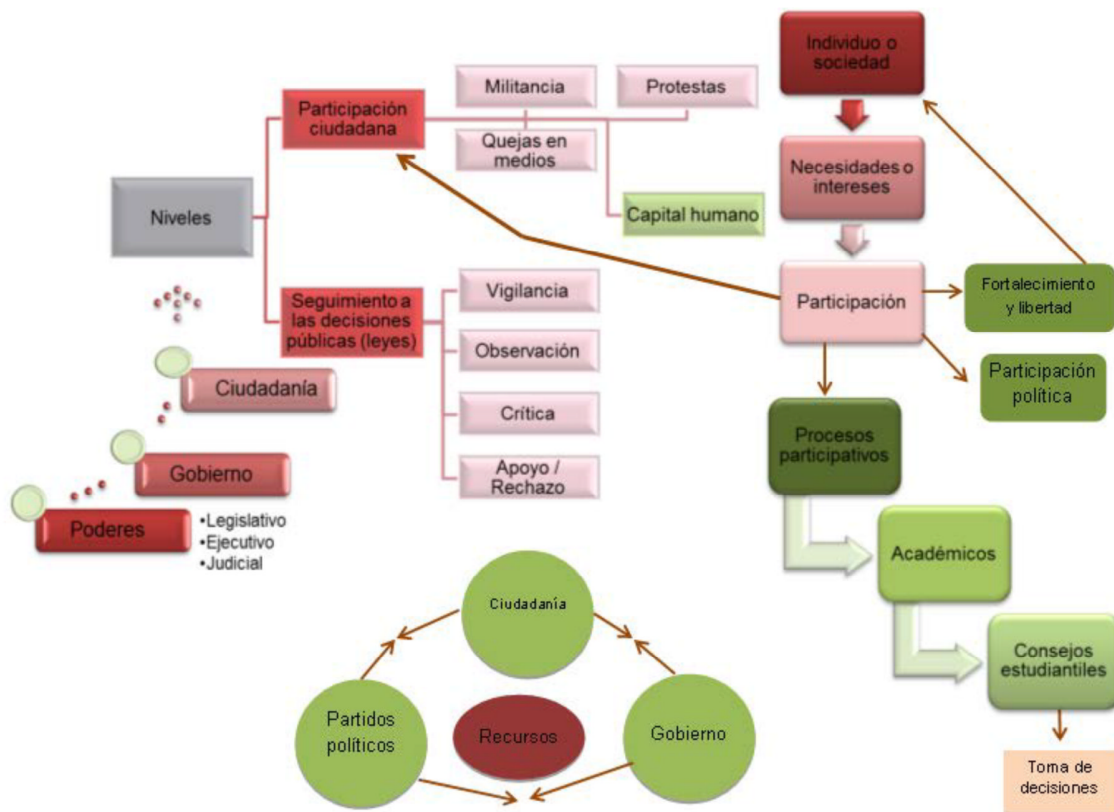 Individuo o
sociedad
Militancia
Protestas
Participación
ciudadana
Quejas en
medios
Necesidades o
intereses
Niveles
Capital humano
Participación
Fortalecimiento
y libertad
Seguimiento a
las decisiones
públicas (leyes)
Vigilancia
Observación
Crítica
Apoyo /
Rechazo
Participación
política
Ciudadanía
Gobierno
Poderes
•Legislativo
•Ejecutivo
•Judicial
Procesos
participativos
Académicos
Consejos
estudiantiles
Toma de
decisiones
Ciudadanía
Partidos
políticos
Recursos
Gobierno